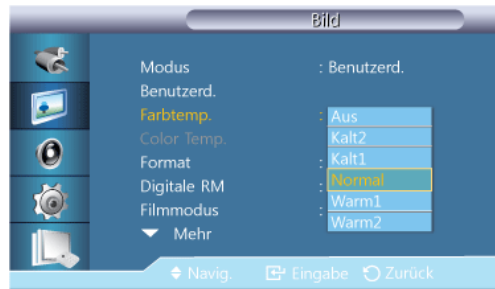 Bild
Modus : Benutzerd.
Benutzerd.
Farbtemp. : Aus
Color Temp. Kalt2
Format : Kalt1
Digitale RM : Normal
Filmmodus : Warm1
Mehr Warm2
Navig. Eingabe Zurück